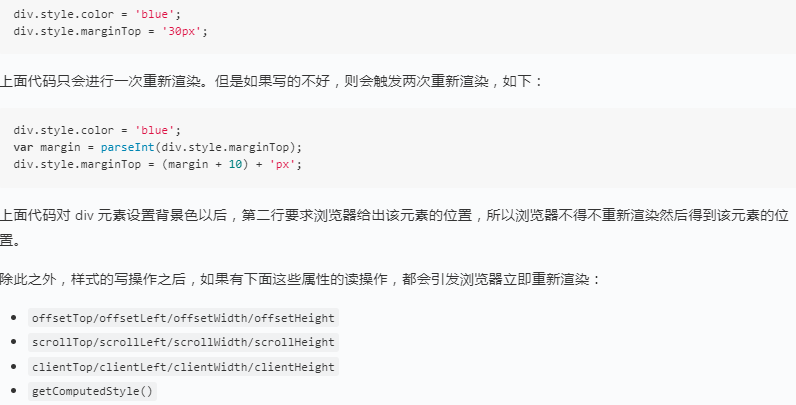 div.style.color = 'blue';
div.style.marginTop = '30px';
上面代码只会进行一次重新渲染。但是如果写的不好，则会触发两次重新渲染，如下：
div.style.color = 'blue';
var margin = parseInt(div.style.marginTop);
div.style.marginTop = (margin + 10) + 'px';
上面代码对 div 元素设置背景色以后，第二行要求浏览器给出该元素的位置，所以浏览器不得不重新渲染然后得到该元素的位
置。
除此之外，样式的写操作之后，如果有下面这些属性的读操作，都会引发浏览器立即重新渲染：
• offsetTop/offsetLeft/offsetWidth/offsetHeight
• scrollTop/scrollLeft/scrollWidth/scrollHeight
• clientTop/clientLeft/clientWidth/clientHeight
• getComputedStyle()